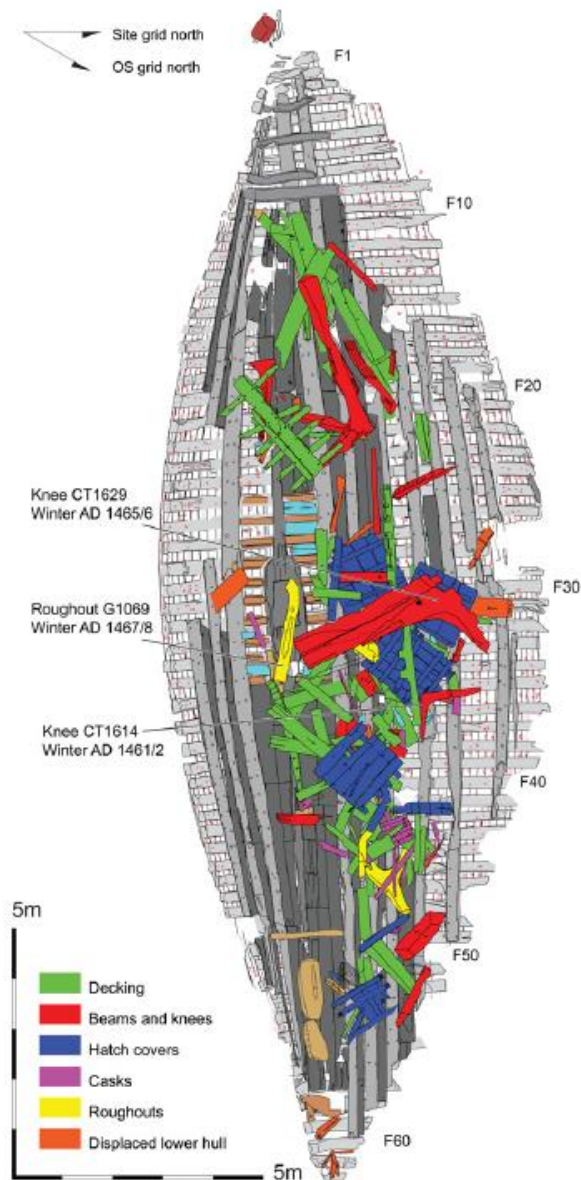 Site grid north
OS grid north
F1
F10
F20
Knee CT1629
Winter AD 1465/6
F30
Roughout G1069
Winter AD 1467/8
Knee CT1614
Winter AD 1461/2
F40
5m
F50
Decking
Beams and knees
Hatch covers
Casks
Roughouts
Displaced lower hull
F60
5m